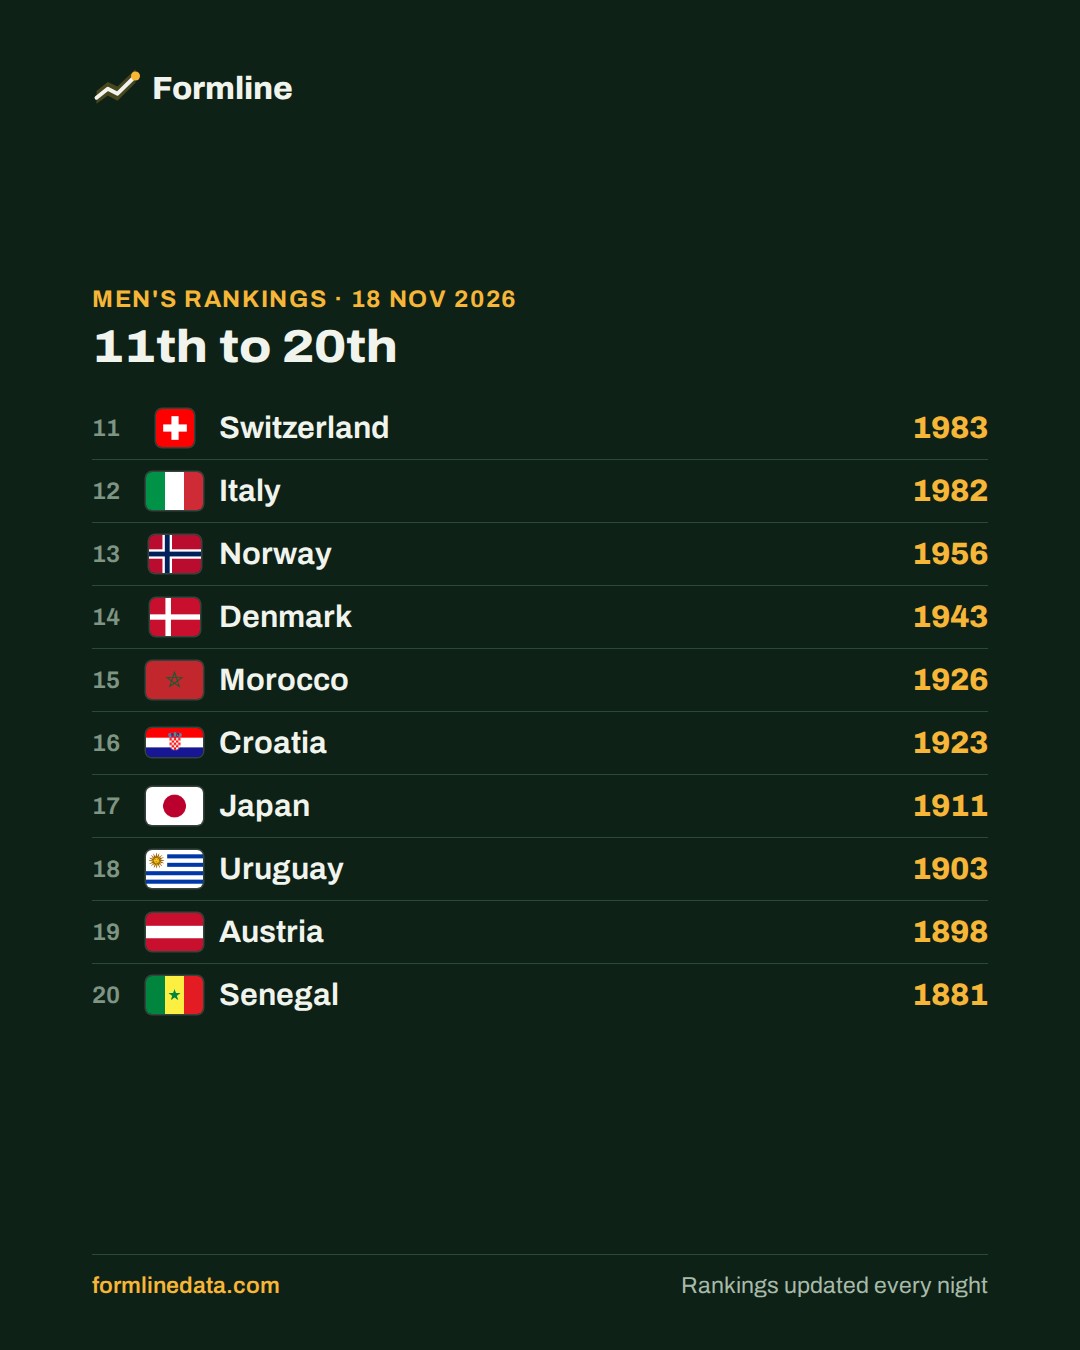 Formline
MEN'S RANKINGS · 18 NOV 2026
11th to 20th
11 Switzerland 1983
12 Italy 1982
13 Norway 1956
14 Denmark 1943
15 Morocco 1926
16 Croatia 1923
17 Japan 1911
18 Uruguay 1903
19 Austria 1898
20 Senegal 1881
formlinedata.com Rankings updated every night